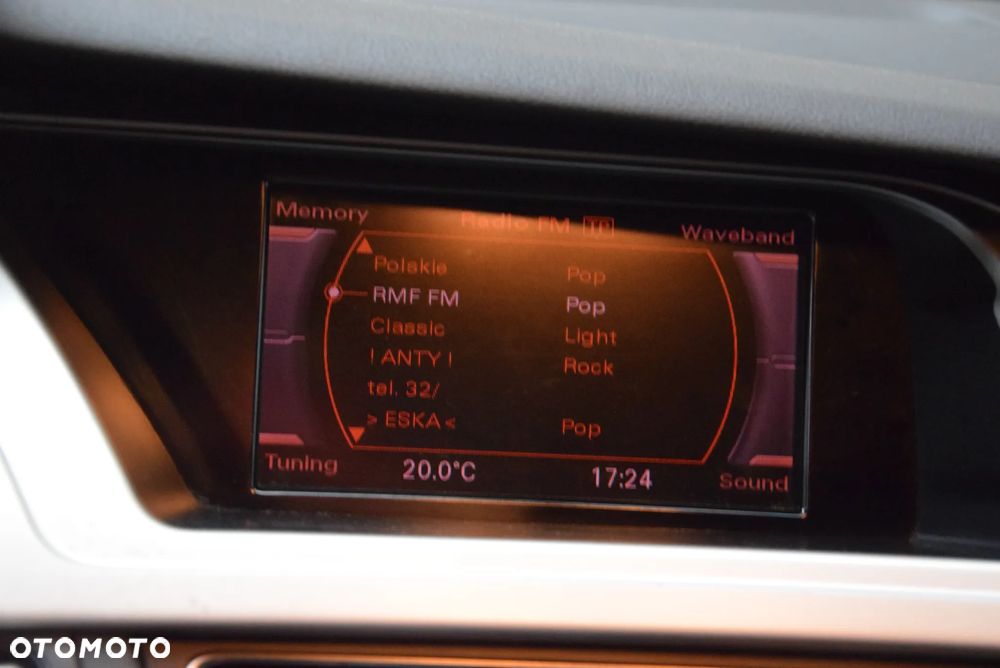 Memory Radio FM TP Waveband
Polskie Pop
RMF FM Pop
Classic Light
! ANTY ! Rock
tel. 32/
> ESKA < Pop
Tuning 20,0°C 17:24 Sound
OTOMOTO